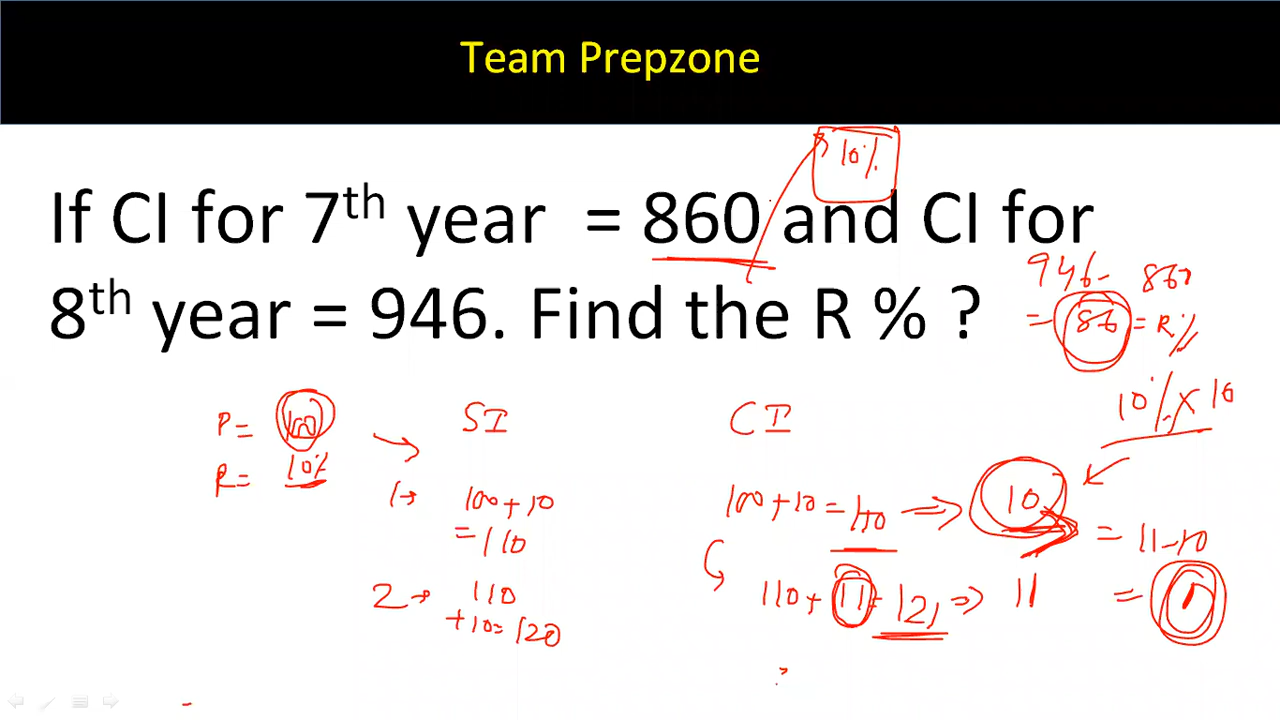 Team Prepzone
10%
If CI for 7th year = 860 and CI for
8th year = 946. Find the R % ?
946- 860
= 86 = R%
10% x 10
P = 100
R = 10%
SI
1→ 100+10
= 110
2→ 110
+10= 120
CI
100+10 = 110 ⇒ 10
110+ 11 = 121 ⇒ 11
= 11-10
= 1